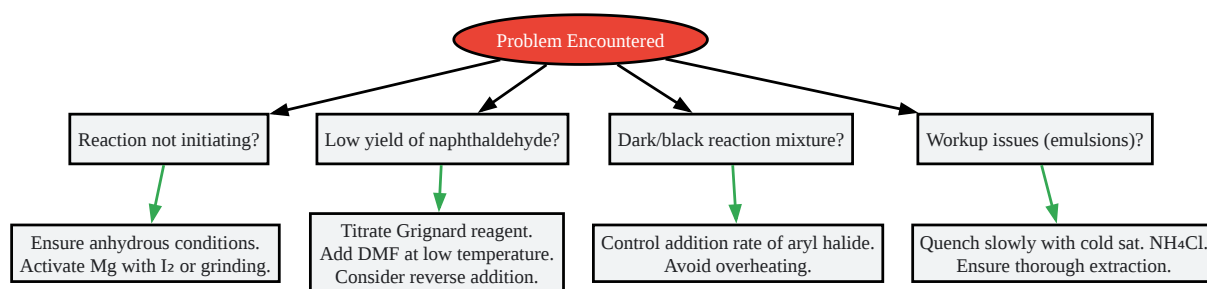 Problem Encountered
Reaction not initiating?
Low yield of naphthaldehyde?
Dark/black reaction mixture?
Workup issues (emulsions)?
Ensure anhydrous conditions.
Activate Mg with I₂ or grinding.
Titrate Grignard reagent.
Add DMF at low temperature.
Consider reverse addition.
Control addition rate of aryl halide.
Avoid overheating.
Quench slowly with cold sat. NH₄Cl.
Ensure thorough extraction.